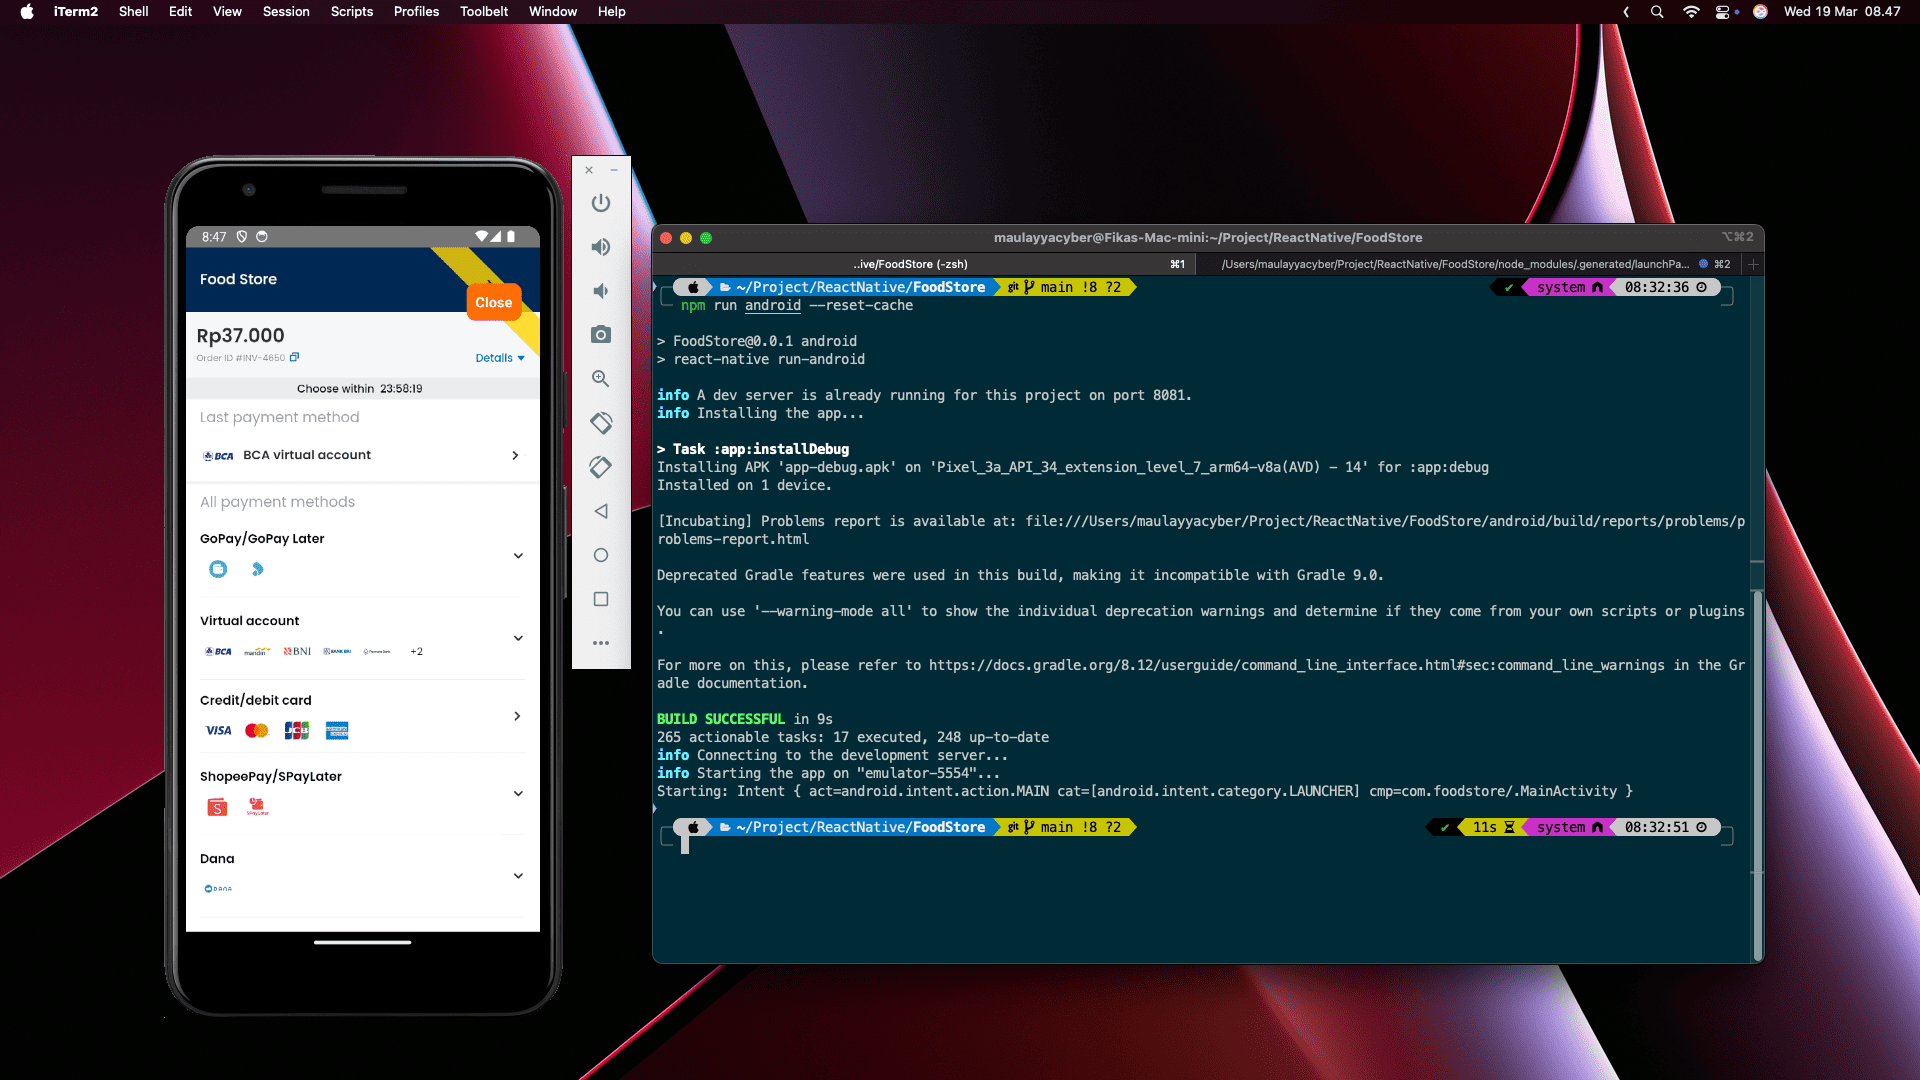 iTerm2 Shell Edit View Session Scripts Profiles Toolbelt Window Help
Wed 19 Mar 08.47
8:47
Food Store
Close
Rp37.000
Order ID #INV-4650
Details
Choose within 23:58:19
Last payment method
BCA BCA virtual account
All payment methods
GoPay/GoPay Later
Virtual account
BCA mandiri BNI BANK BRI +2
Credit/debit card
VISA JCB
ShopeePay/SPayLater
S SPayLater
Dana
DANA
maulayyacyber@Fikas-Mac-mini:~/Project/ReactNative/FoodStore
⌥⌘2
..ive/FoodStore (-zsh) ⌘1
/Users/maulayyacyber/Project/ReactNative/FoodStore/node_modules/.generated/launchPa... ⌘2
~/Project/ReactNative/FoodStore git main !8 ?2 ✔ system 08:32:36
npm run android --reset-cache
> FoodStore@0.0.1 android
> react-native run-android
info A dev server is already running for this project on port 8081.
info Installing the app...
> Task :app:installDebug
Installing APK 'app-debug.apk' on 'Pixel_3a_API_34_extension_level_7_arm64-v8a(AVD) - 14' for :app:debug
Installed on 1 device.
[Incubating] Problems report is available at: file:///Users/maulayyacyber/Project/ReactNative/FoodStore/android/build/reports/problems/p
roblems-report.html
Deprecated Gradle features were used in this build, making it incompatible with Gradle 9.0.
You can use '--warning-mode all' to show the individual deprecation warnings and determine if they come from your own scripts or plugins
.
For more on this, please refer to https://docs.gradle.org/8.12/userguide/command_line_interface.html#sec:command_line_warnings in the Gr
adle documentation.
BUILD SUCCESSFUL in 9s
265 actionable tasks: 17 executed, 248 up-to-date
info Connecting to the development server...
info Starting the app on "emulator-5554"...
Starting: Intent { act=android.intent.action.MAIN cat=[android.intent.category.LAUNCHER] cmp=com.foodstore/.MainActivity }
~/Project/ReactNative/FoodStore git main !8 ?2 ✔ 11s system 08:32:51